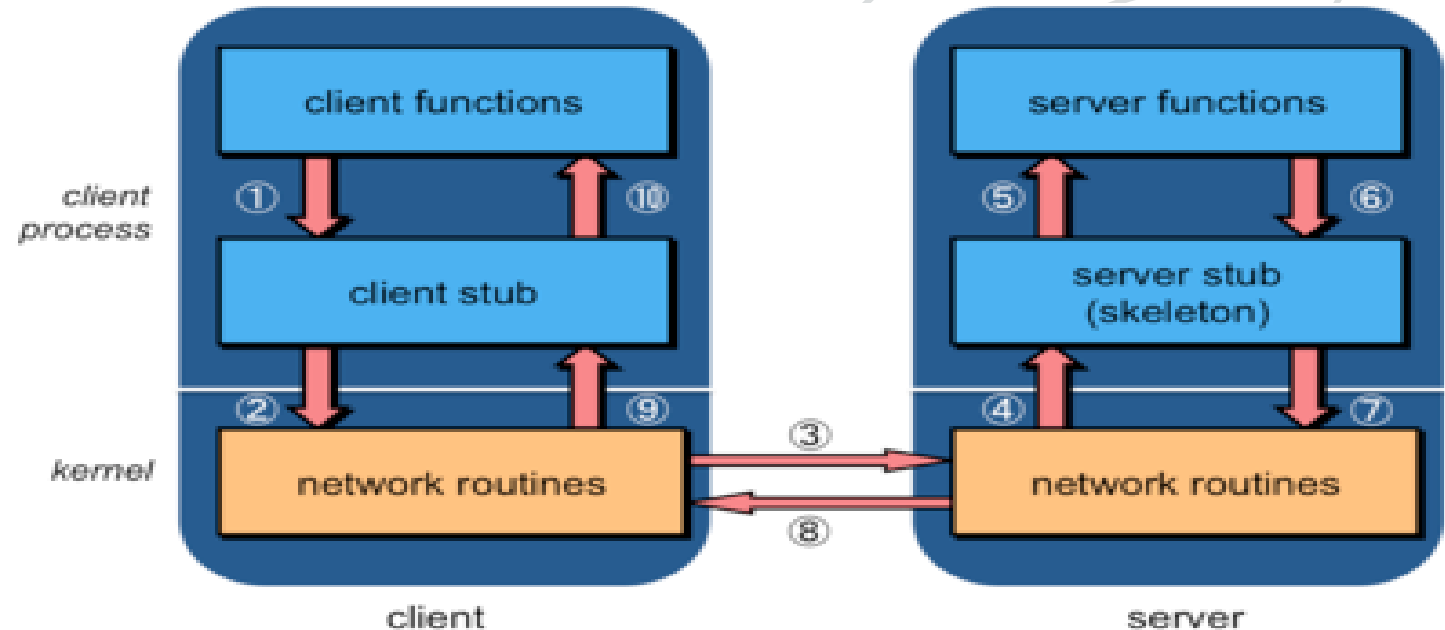 client functions
server functions
client
process
①
⑩
⑤
⑥
client stub
server stub
(skeleton)
②
⑨
④
⑦
③
kernel
network routines
network routines
⑧
client
server